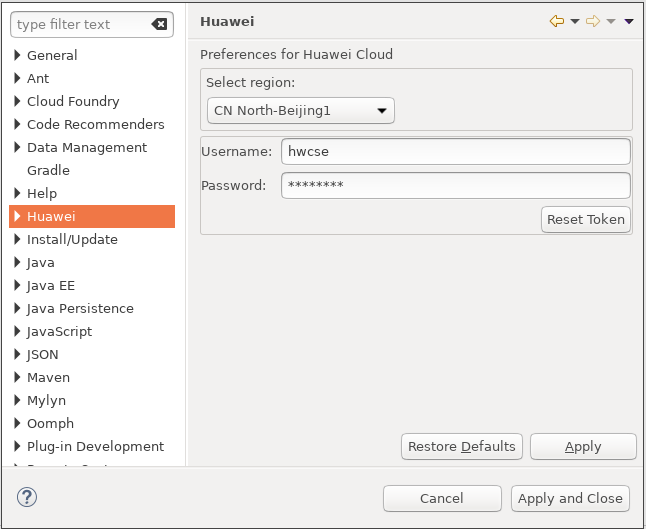 type filter text
General
Ant
Cloud Foundry
Code Recommenders
Data Management
Gradle
Help
Huawei
Install/Update
Java
Java EE
Java Persistence
JavaScript
JSON
Maven
Mylyn
Oomph
Plug-in Development
Huawei
Preferences for Huawei Cloud
Select region:
CN North-Beijing1
Username: hwcse
Password: ********
Reset Token
Restore Defaults Apply
? Cancel Apply and Close